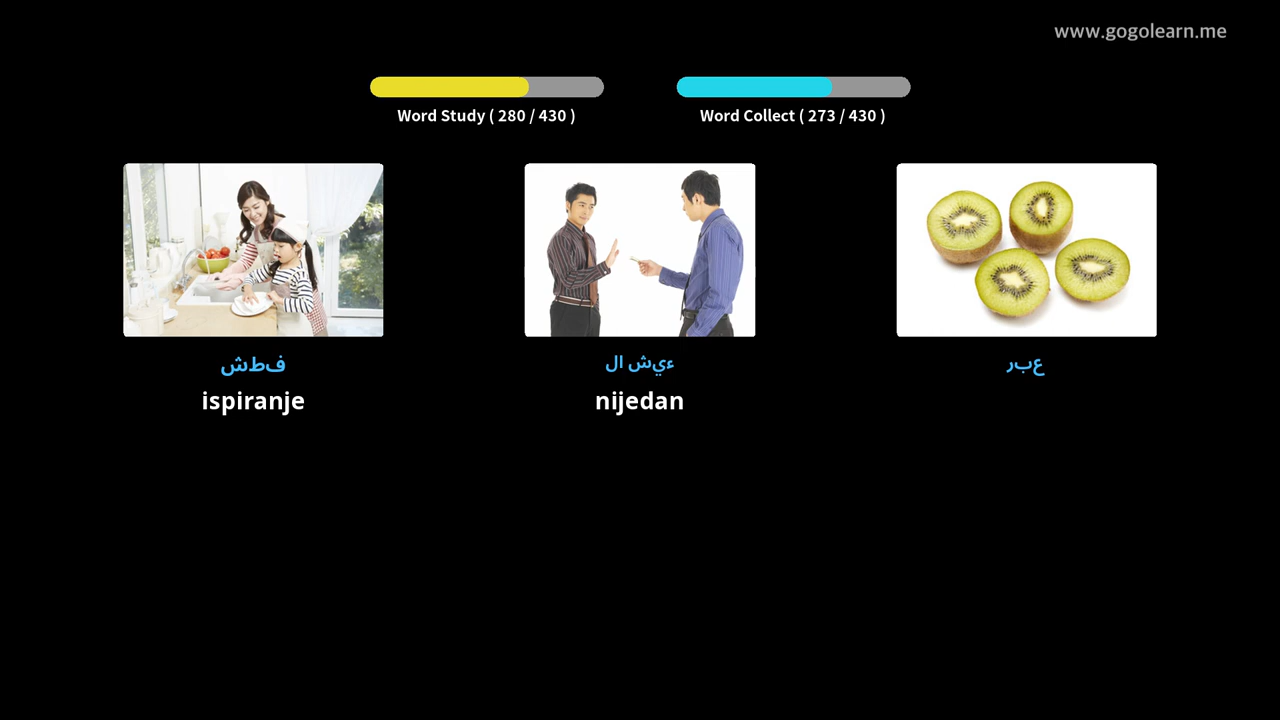 www.gogolearn.me
Word Study ( 280 / 430 )
Word Collect ( 273 / 430 )
فطش
ءيش ال
عبر
ispiranje
nijedan